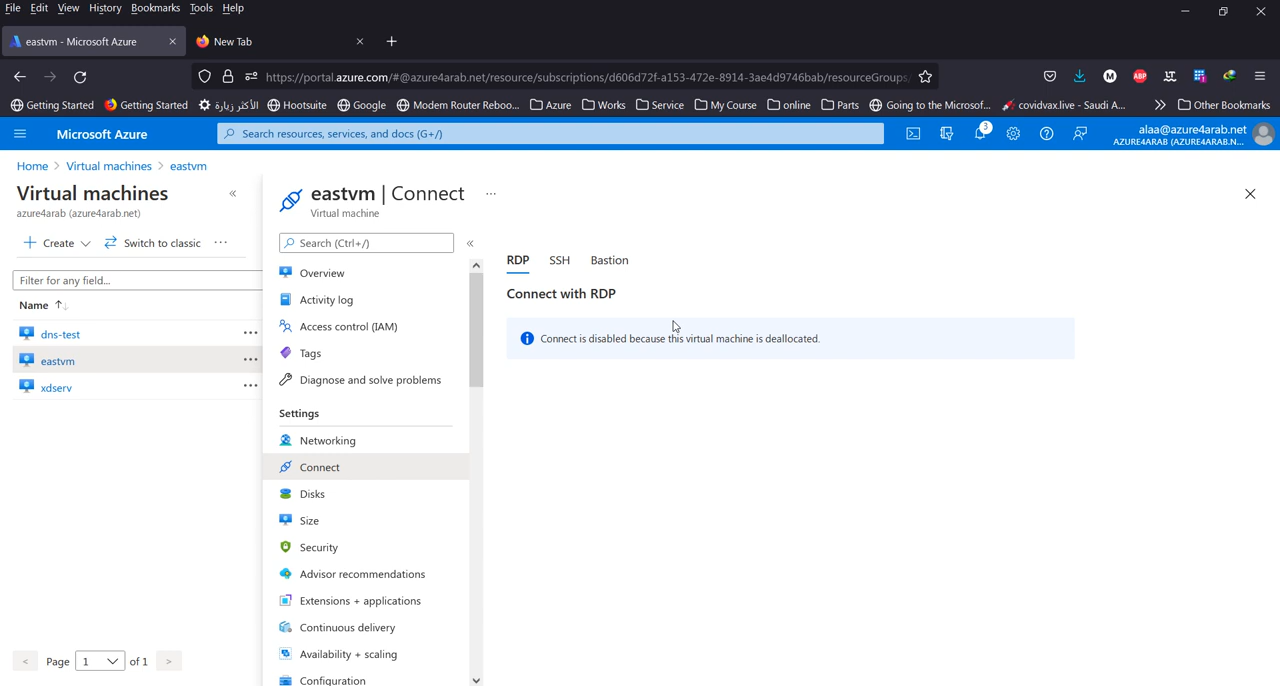 File Edit View History Bookmarks Tools Help
eastvm - Microsoft Azure
New Tab
https://portal.azure.com/#@azure4arab.net/resource/subscriptions/d606d72f-a153-472e-8914-3ae4d9746bab/resourceGroups/
Getting Started Getting Started الأكثر زيارة Hootsuite Google Modern Router Reboo... Azure Works Service My Course online Parts Going to the Microsof... covidvax.live - Saudi A... Other Bookmarks
Microsoft Azure
Search resources, services, and docs (G+/)
3
alaa@azure4arab.net
AZURE4ARAB (AZURE4ARAB.N...
Home > Virtual machines > eastvm
Virtual machines
azure4arab (azure4arab.net)
Create Switch to classic ...
Filter for any field...
Name
dns-test
eastvm
xdserv
< Page 1 of 1 >
eastvm | Connect ...
Virtual machine
Search (Ctrl+/)
Overview
Activity log
Access control (IAM)
Tags
Diagnose and solve problems
Settings
Networking
Connect
Disks
Size
Security
Advisor recommendations
Extensions + applications
Continuous delivery
Availability + scaling
Configuration
RDP SSH Bastion
Connect with RDP
Connect is disabled because this virtual machine is deallocated.